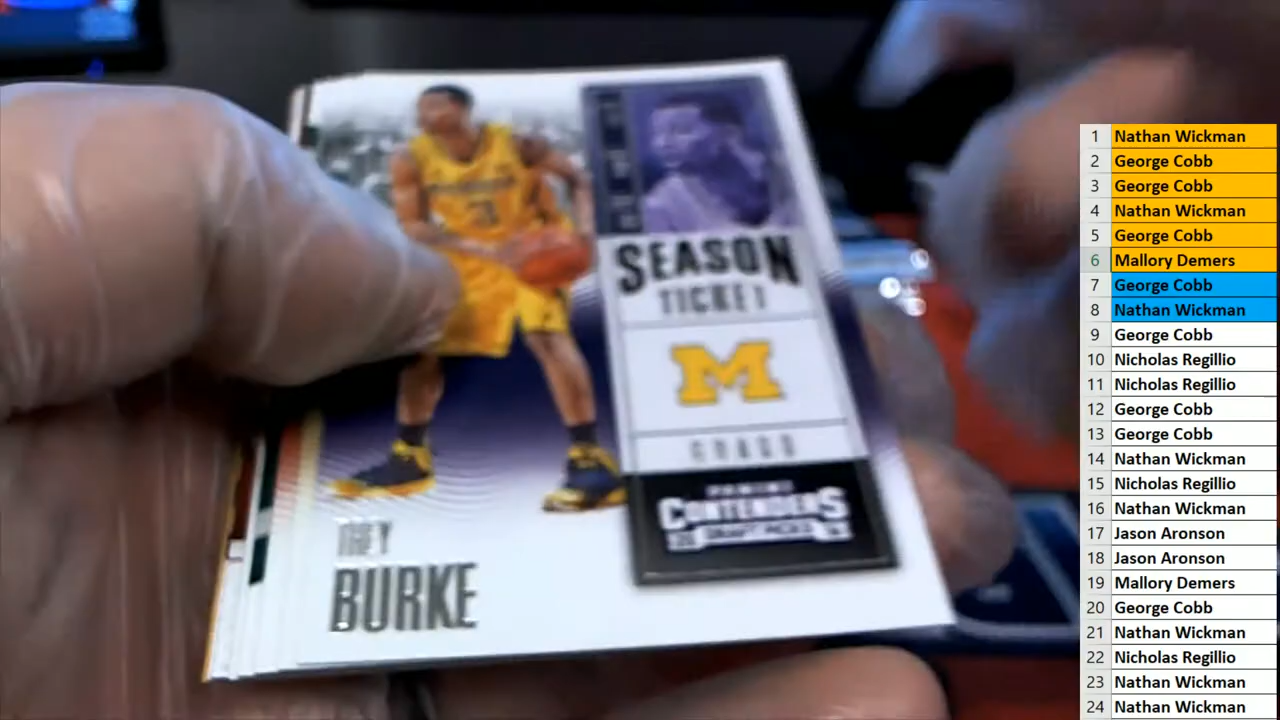 SEASON
TICKET
M
CRASO
PANINI
CONTENDERS
DRAFT PICKS
TREY
BURKE
1 Nathan Wickman
2 George Cobb
3 George Cobb
4 Nathan Wickman
5 George Cobb
6 Mallory Demers
7 George Cobb
8 Nathan Wickman
9 George Cobb
10 Nicholas Regillio
11 Nicholas Regillio
12 George Cobb
13 George Cobb
14 Nathan Wickman
15 Nicholas Regillio
16 Nathan Wickman
17 Jason Aronson
18 Jason Aronson
19 Mallory Demers
20 George Cobb
21 Nathan Wickman
22 Nicholas Regillio
23 Nathan Wickman
24 Nathan Wickman